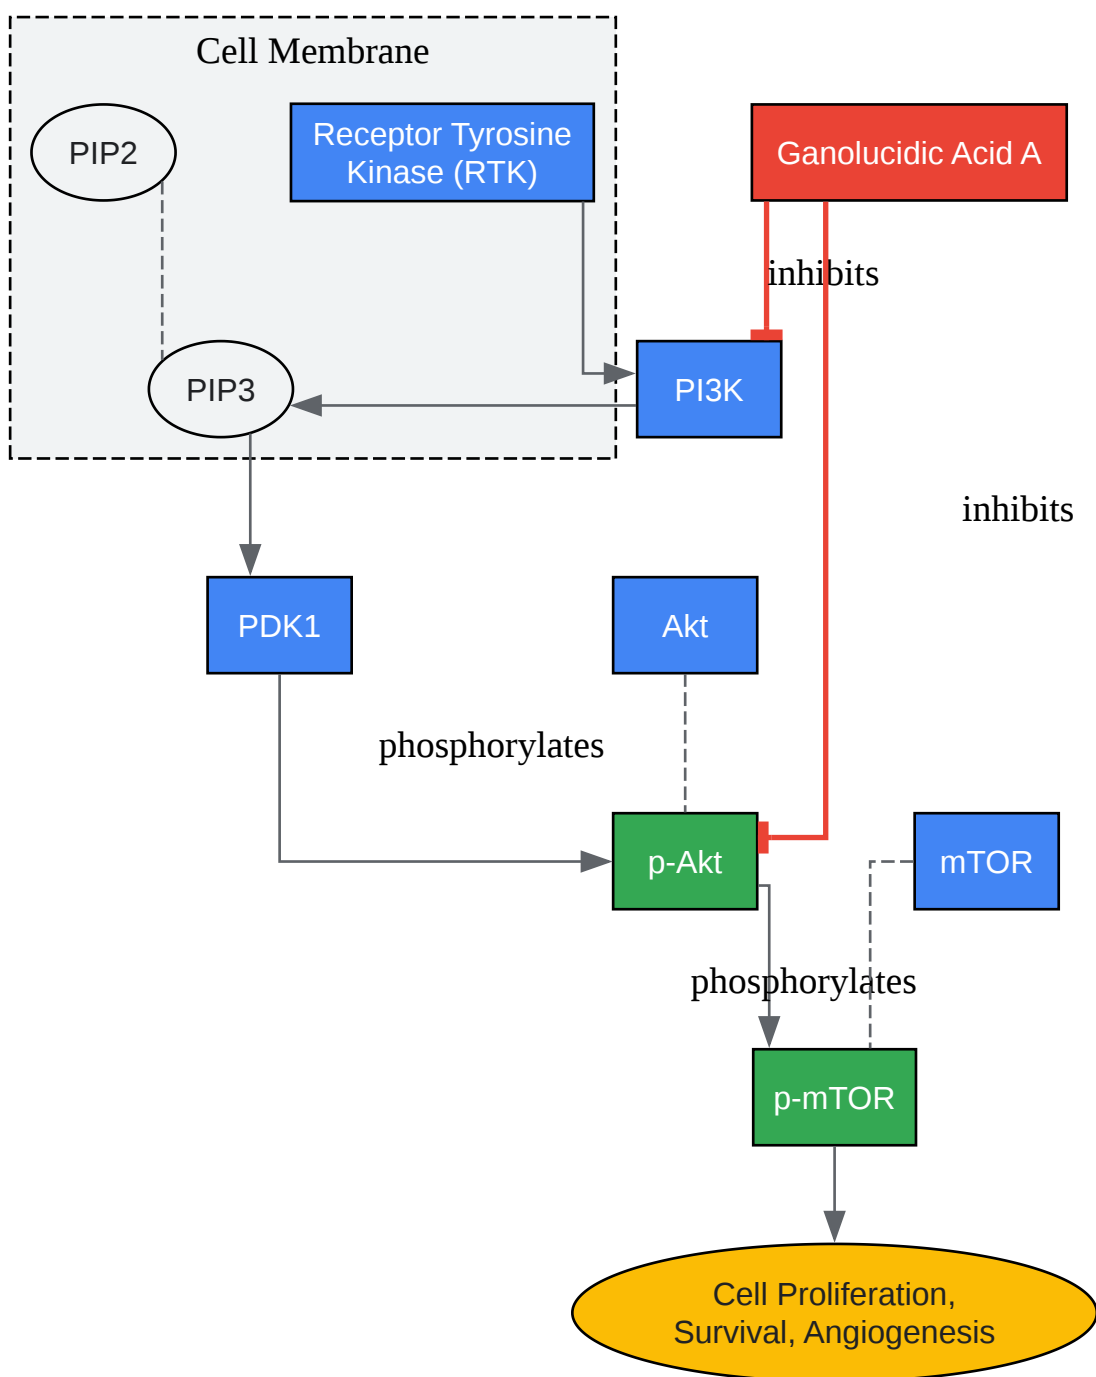 Cell Membrane
PIP2
Receptor Tyrosine
Kinase (RTK)
Ganolucidic Acid A
inhibits
PIP3
PI3K
inhibits
PDK1
Akt
phosphorylates
p-Akt
mTOR
phosphorylates
p-mTOR
Cell Proliferation,
Survival, Angiogenesis